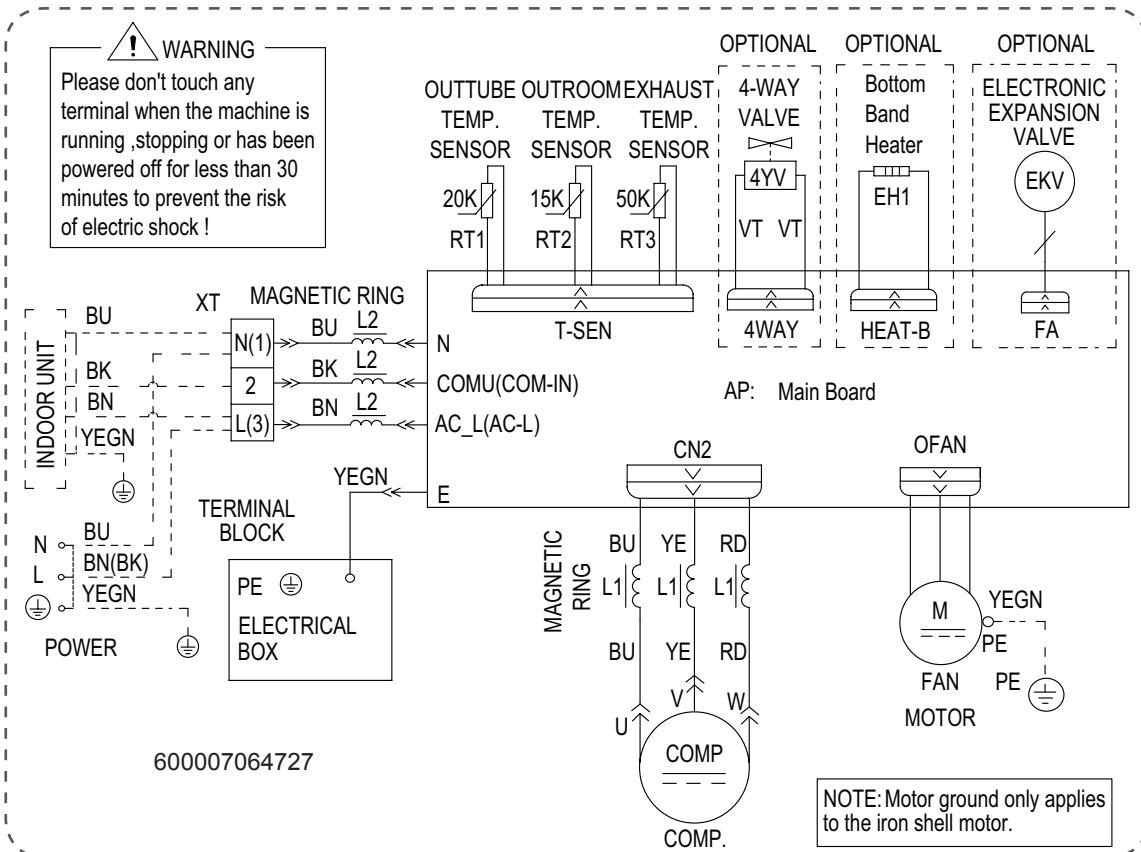 WARNING
Please don't touch any
terminal when the machine is
running ,stopping or has been
powered off for less than 30
minutes to prevent the risk
of electric shock !
OUTTUBE
TEMP.
SENSOR
20K
RT1
OUTROOM
TEMP.
SENSOR
15K
RT2
EXHAUST
TEMP.
SENSOR
50K
RT3
T-SEN
OPTIONAL
4-WAY
VALVE
4YV
VT VT
4WAY
OPTIONAL
Bottom
Band
Heater
EH1
HEAT-B
OPTIONAL
ELECTRONIC
EXPANSION
VALVE
EKV
FA
INDOOR UNIT
BU
BK
BN
YEGN
XT
N(1)
2
L(3)
MAGNETIC RING
BU L2
BK L2
BN L2
N
COMU(COM-IN)
AC_L(AC-L)
E
AP: Main Board
YEGN
TERMINAL
BLOCK
PE
ELECTRICAL
BOX
N
L
BU
BN(BK)
YEGN
POWER
CN2
MAGNETIC
RING
BU YE RD
L1 L1 L1
BU YE RD
U V W
COMP
COMP.
OFAN
M
FAN
MOTOR
YEGN
PE
PE
600007064727
NOTE: Motor ground only applies
to the iron shell motor.